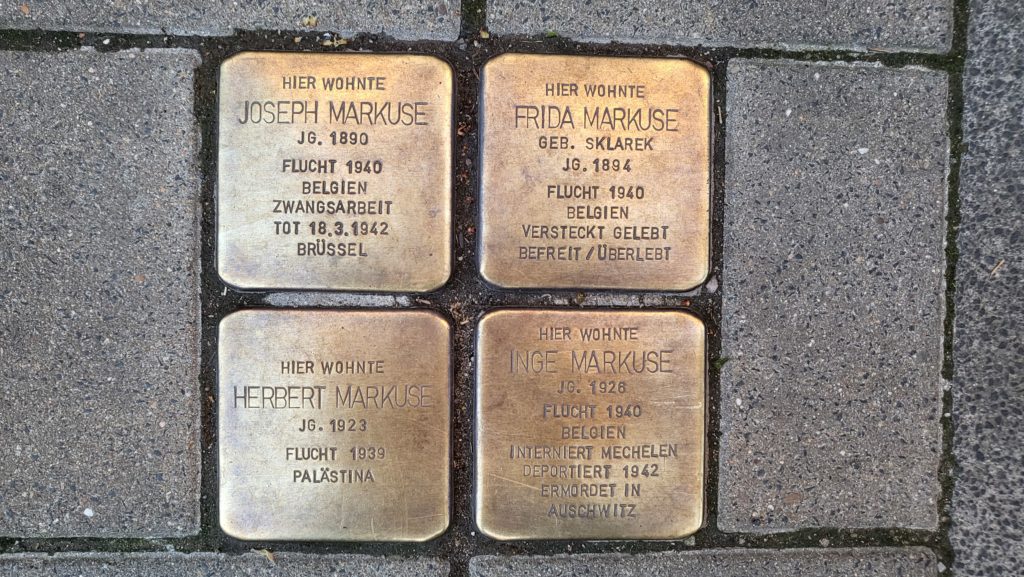 HIER WOHNTE
JOSEPH MARKUSE
JG. 1890
FLUCHT 1940
BELGIEN
ZWANGSARBEIT
TOT 18.3.1942
BRÜSSEL
HIER WOHNTE
FRIDA MARKUSE
GEB. SKLAREK
JG. 1894
FLUCHT 1940
BELGIEN
VERSTECKT GELEBT
BEFREIT / ÜBERLEBT
HIER WOHNTE
HERBERT MARKUSE
JG. 1923
FLUCHT 1939
PALÄSTINA
HIER WOHNTE
INGE MARKUSE
JG. 1926
FLUCHT 1940
BELGIEN
INTERNIERT MECHELEN
DEPORTIERT 1942
ERMORDET IN
AUSCHWITZ